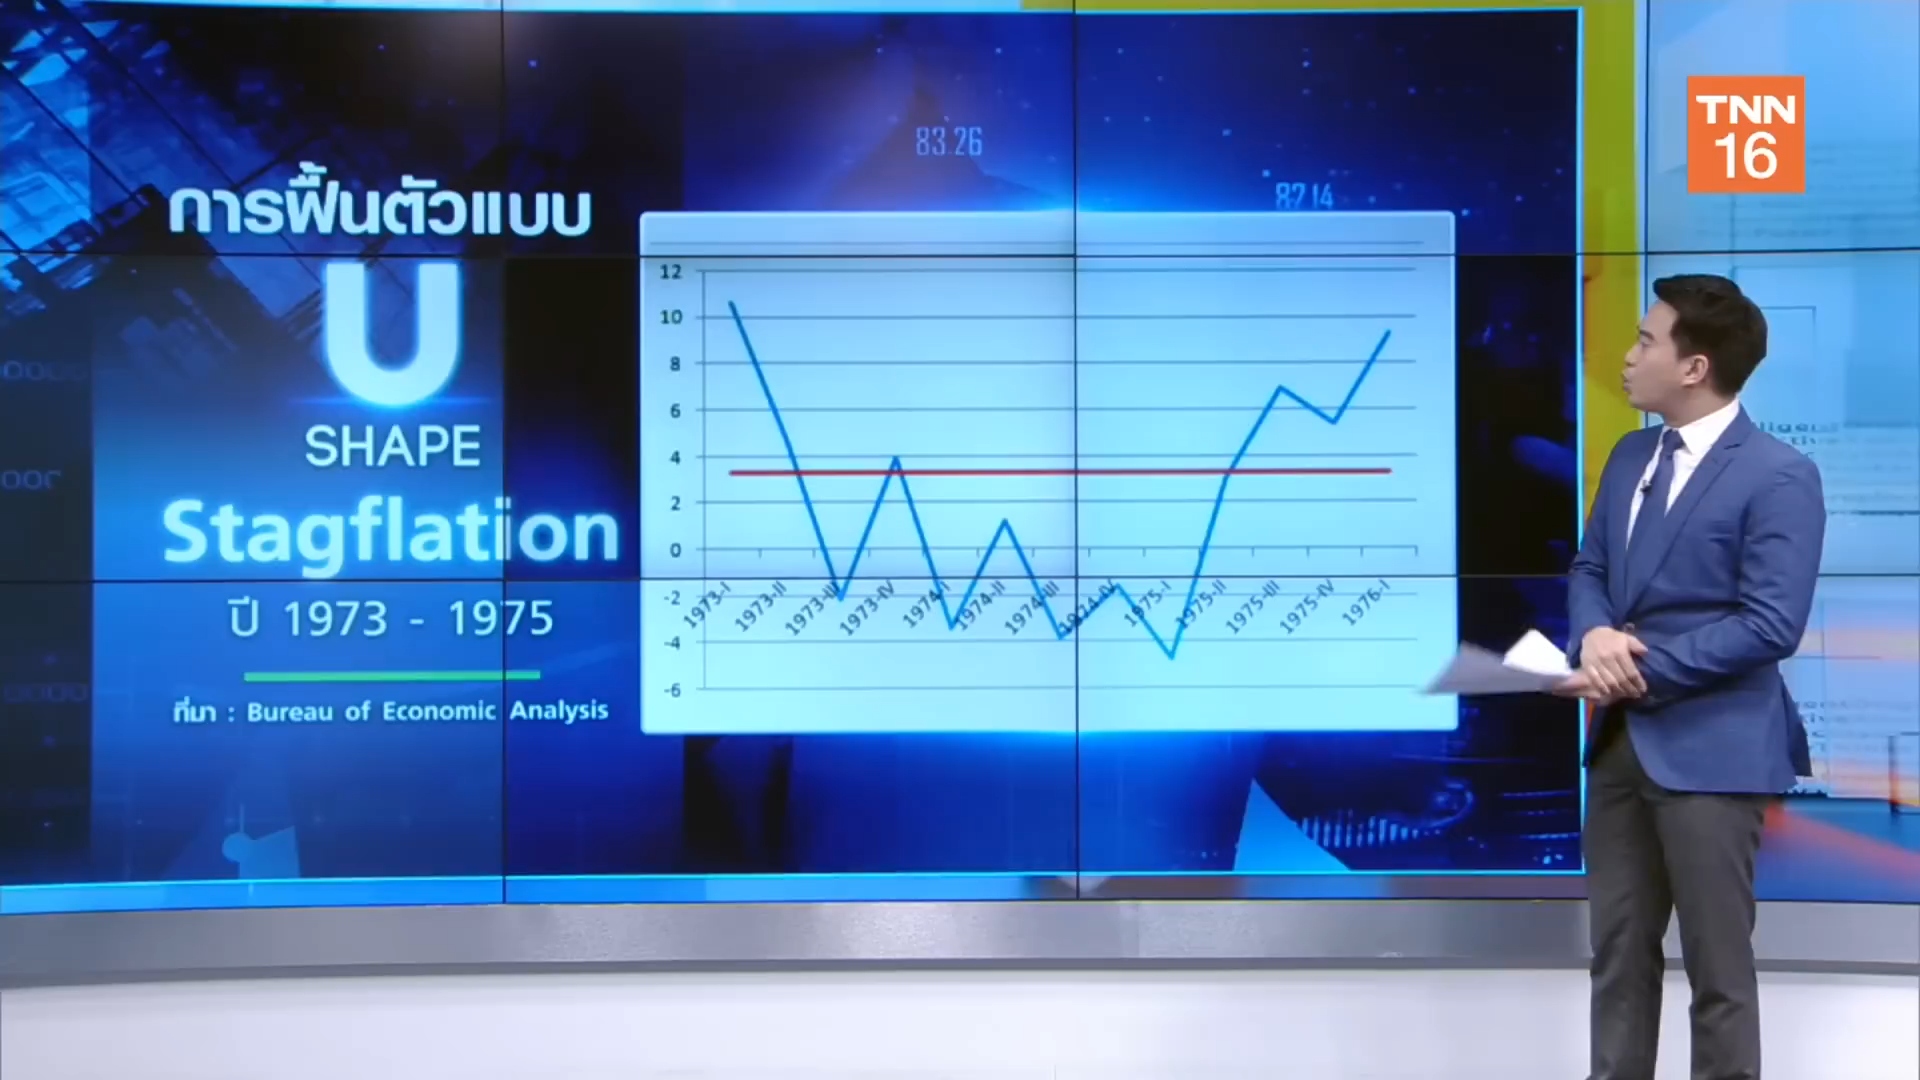 TNN
16
83.26
82.14
การฟื้นตัวแบบ
U
SHAPE
Stagflation
ปี 1973 - 1975
ที่มา : Bureau of Economic Analysis
12
10
8
6
4
2
0
-2
-4
-6
1973-I
1973-II
1973-III
1973-IV
1974-I
1974-II
1974-III
1974-IV
1975-I
1975-II
1975-III
1975-IV
1976-I